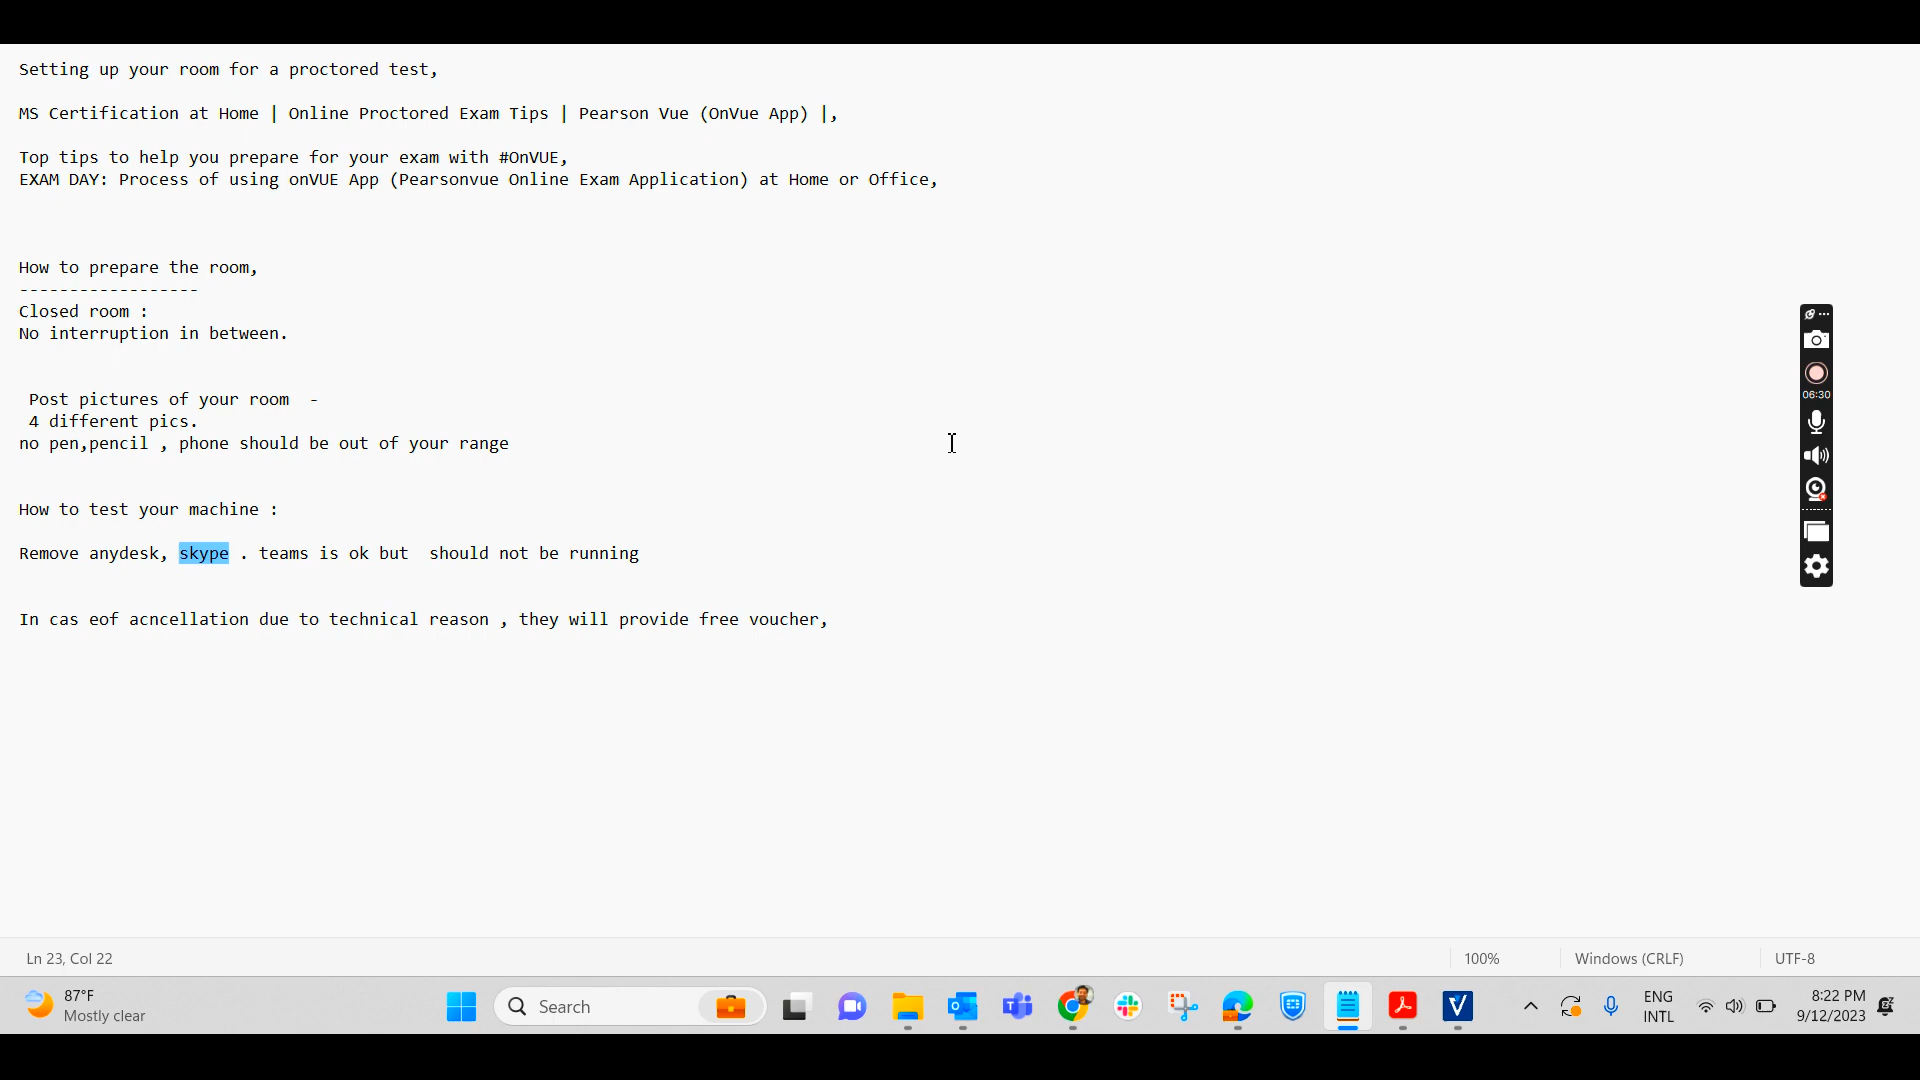 Setting up your room for a proctored test,
MS Certification at Home | Online Proctored Exam Tips | Pearson Vue (OnVue App) |,
Top tips to help you prepare for your exam with #OnVUE,
EXAM DAY: Process of using onVUE App (Pearsonvue Online Exam Application) at Home or Office,
How to prepare the room,
------------------
Closed room :
No interruption in between.
Post pictures of your room  -
4 different pics.
no pen,pencil , phone should be out of your range
How to test your machine :
Remove anydesk, skype . teams is ok but  should not be running
In cas eof acncellation due to technical reason , they will provide free voucher,
06:30
Ln 23, Col 22
100%
Windows (CRLF)
UTF-8
87°F
Mostly clear
Search
ENG
INTL
8:22 PM
9/12/2023